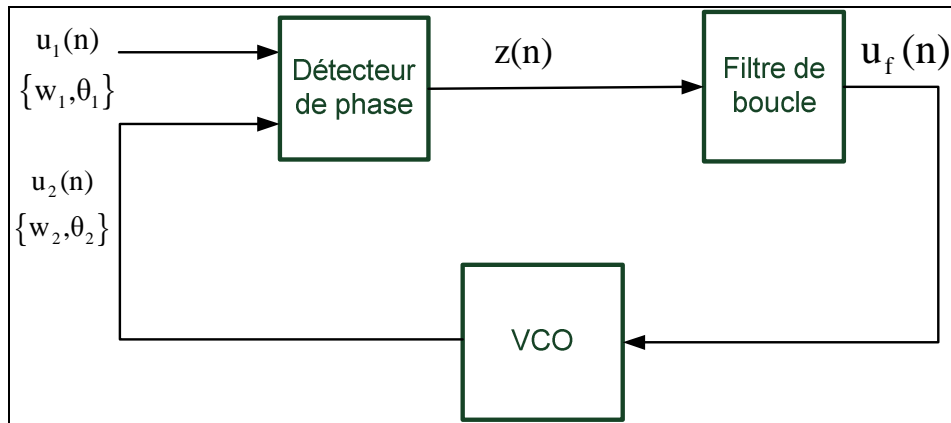 u₁(n)
{w₁,θ₁}
Détecteur
de phase
z(n)
Filtre de
boucle
u_f(n)
u₂(n)
{w₂,θ₂}
VCO